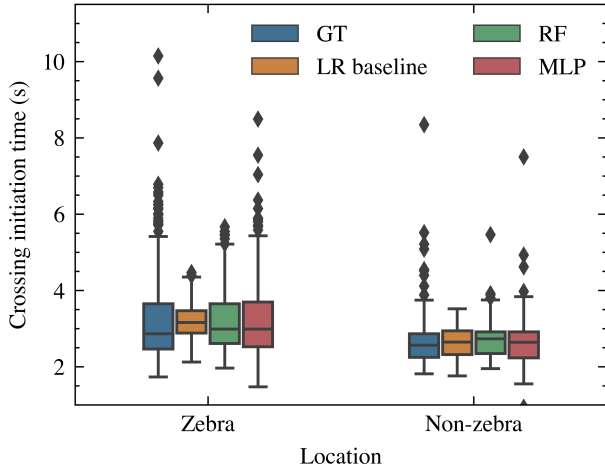 GT
RF
LR baseline
MLP
Crossing initiation time (s)
10
8
6
4
2
Zebra
Non-zebra
Location